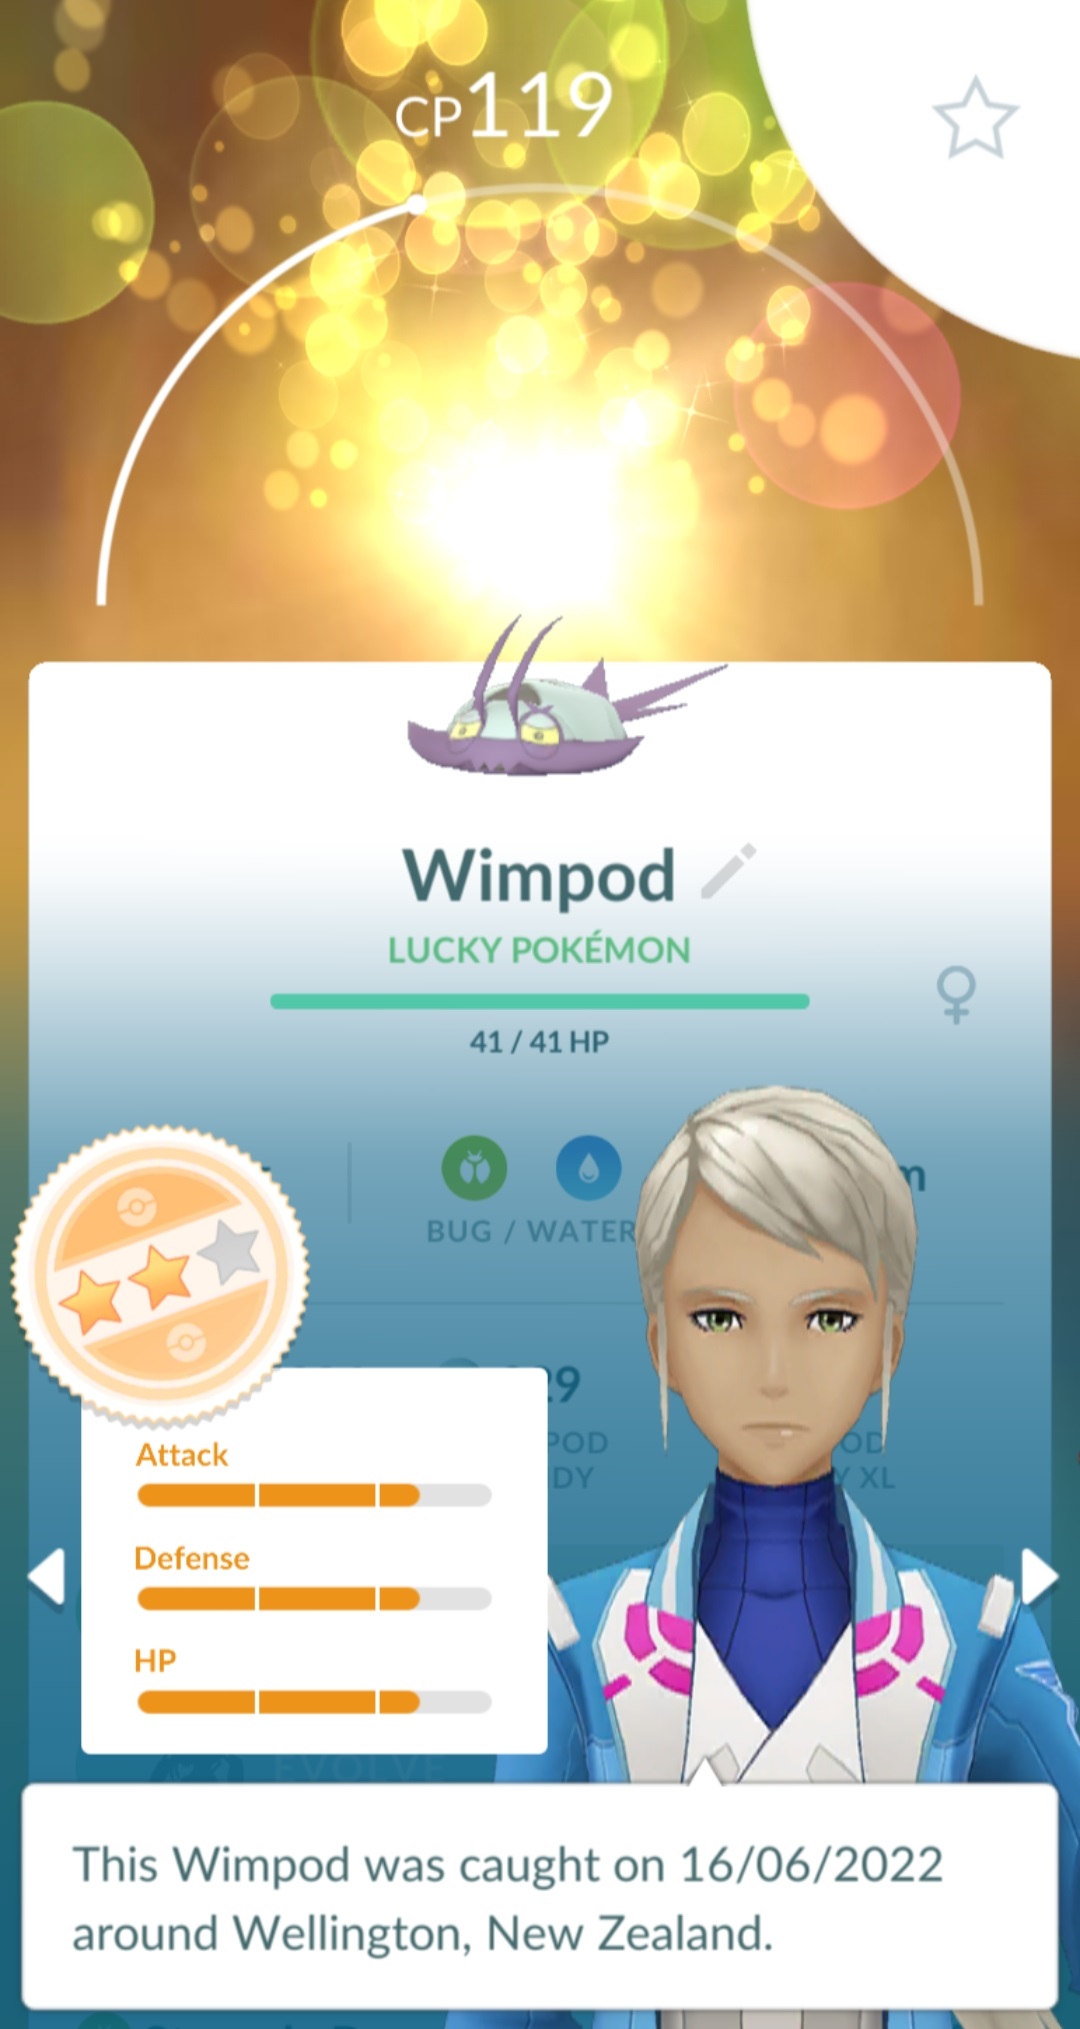 CP119
Wimpod
LUCKY POKÉMON
41 / 41 HP
BUG / WATER
Attack
Defense
HP
EVOLVE
This Wimpod was caught on 16/06/2022
around Wellington, New Zealand.